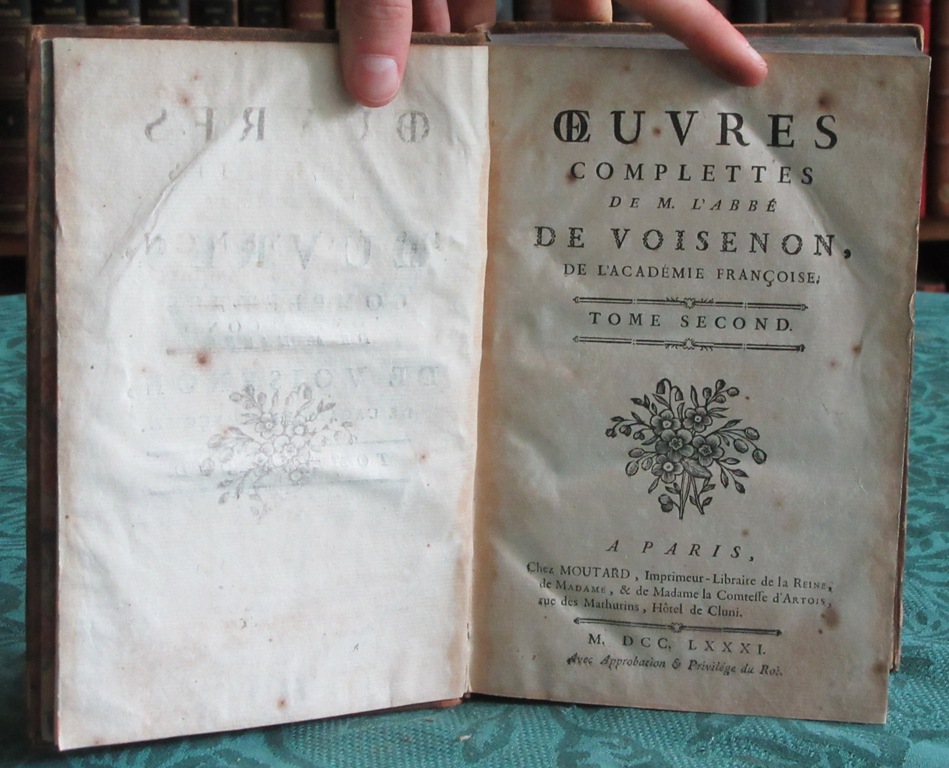 ŒUVRES
COMPLETTES
DE M. L'ABBÉ
DE VOISENON,
DE L'ACADÉMIE FRANÇOISE,
TOME SECOND.
A PARIS,
Chez MOUTARD, Imprimeur-Libraire de la REINE,
de MADAME, & de Madame la Comtesse d'ARTOIS,
rue des Mathurins, Hôtel de Cluni.
M. DCC. LXXXI.
Avec Approbation & Privilége du Roi.